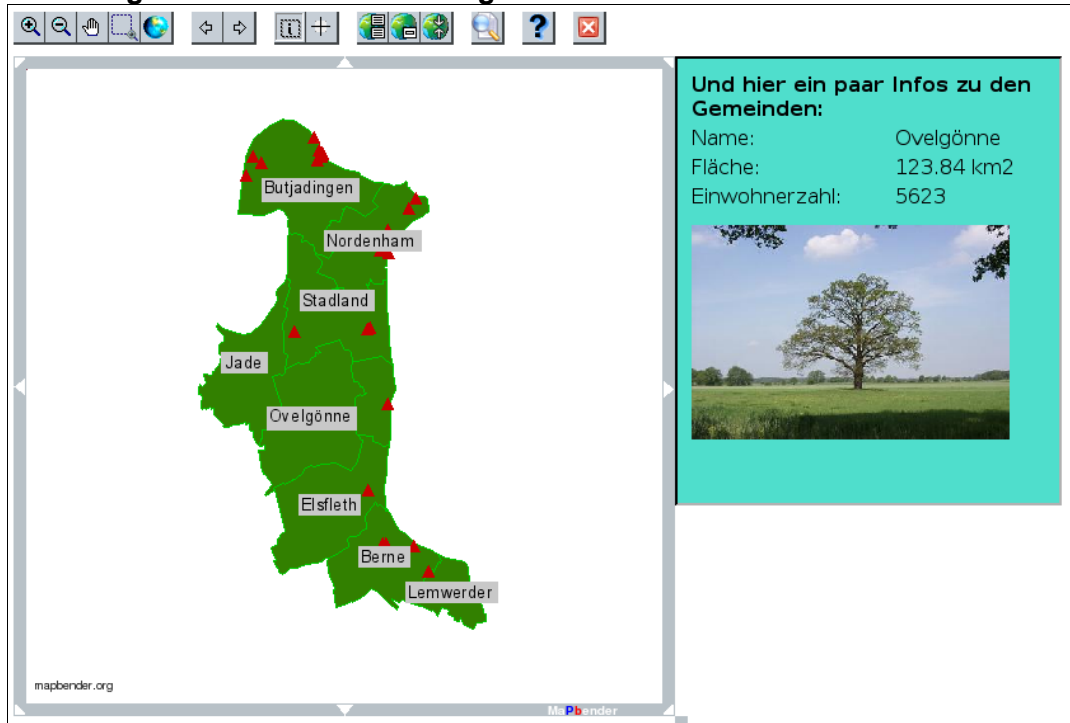 Und hier ein paar Infos zu den
Gemeinden:
Name: Ovelgönne
Fläche: 123.84 km2
Einwohnerzahl: 5623
Butjadingen
Nordenham
Stadland
Jade
Ovelgönne
Elsfleth
Berne
Lemwerder
mapbender.org
MaPbender